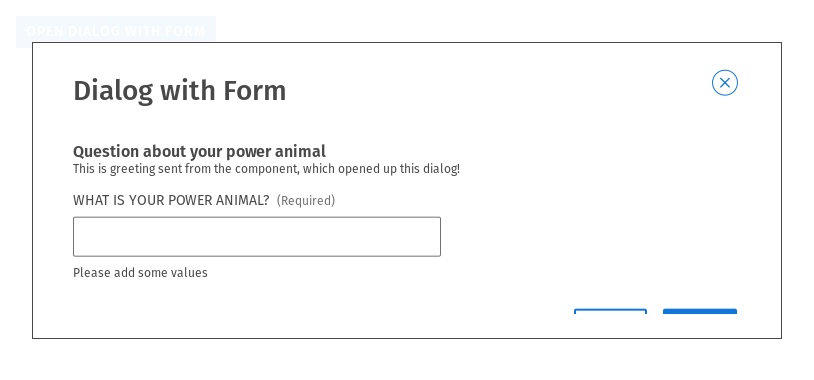 OPEN DIALOG WITH FORM
Dialog with Form
Question about your power animal
This is greeting sent from the component, which opened up this dialog!
WHAT IS YOUR POWER ANIMAL? (Required)
Please add some values